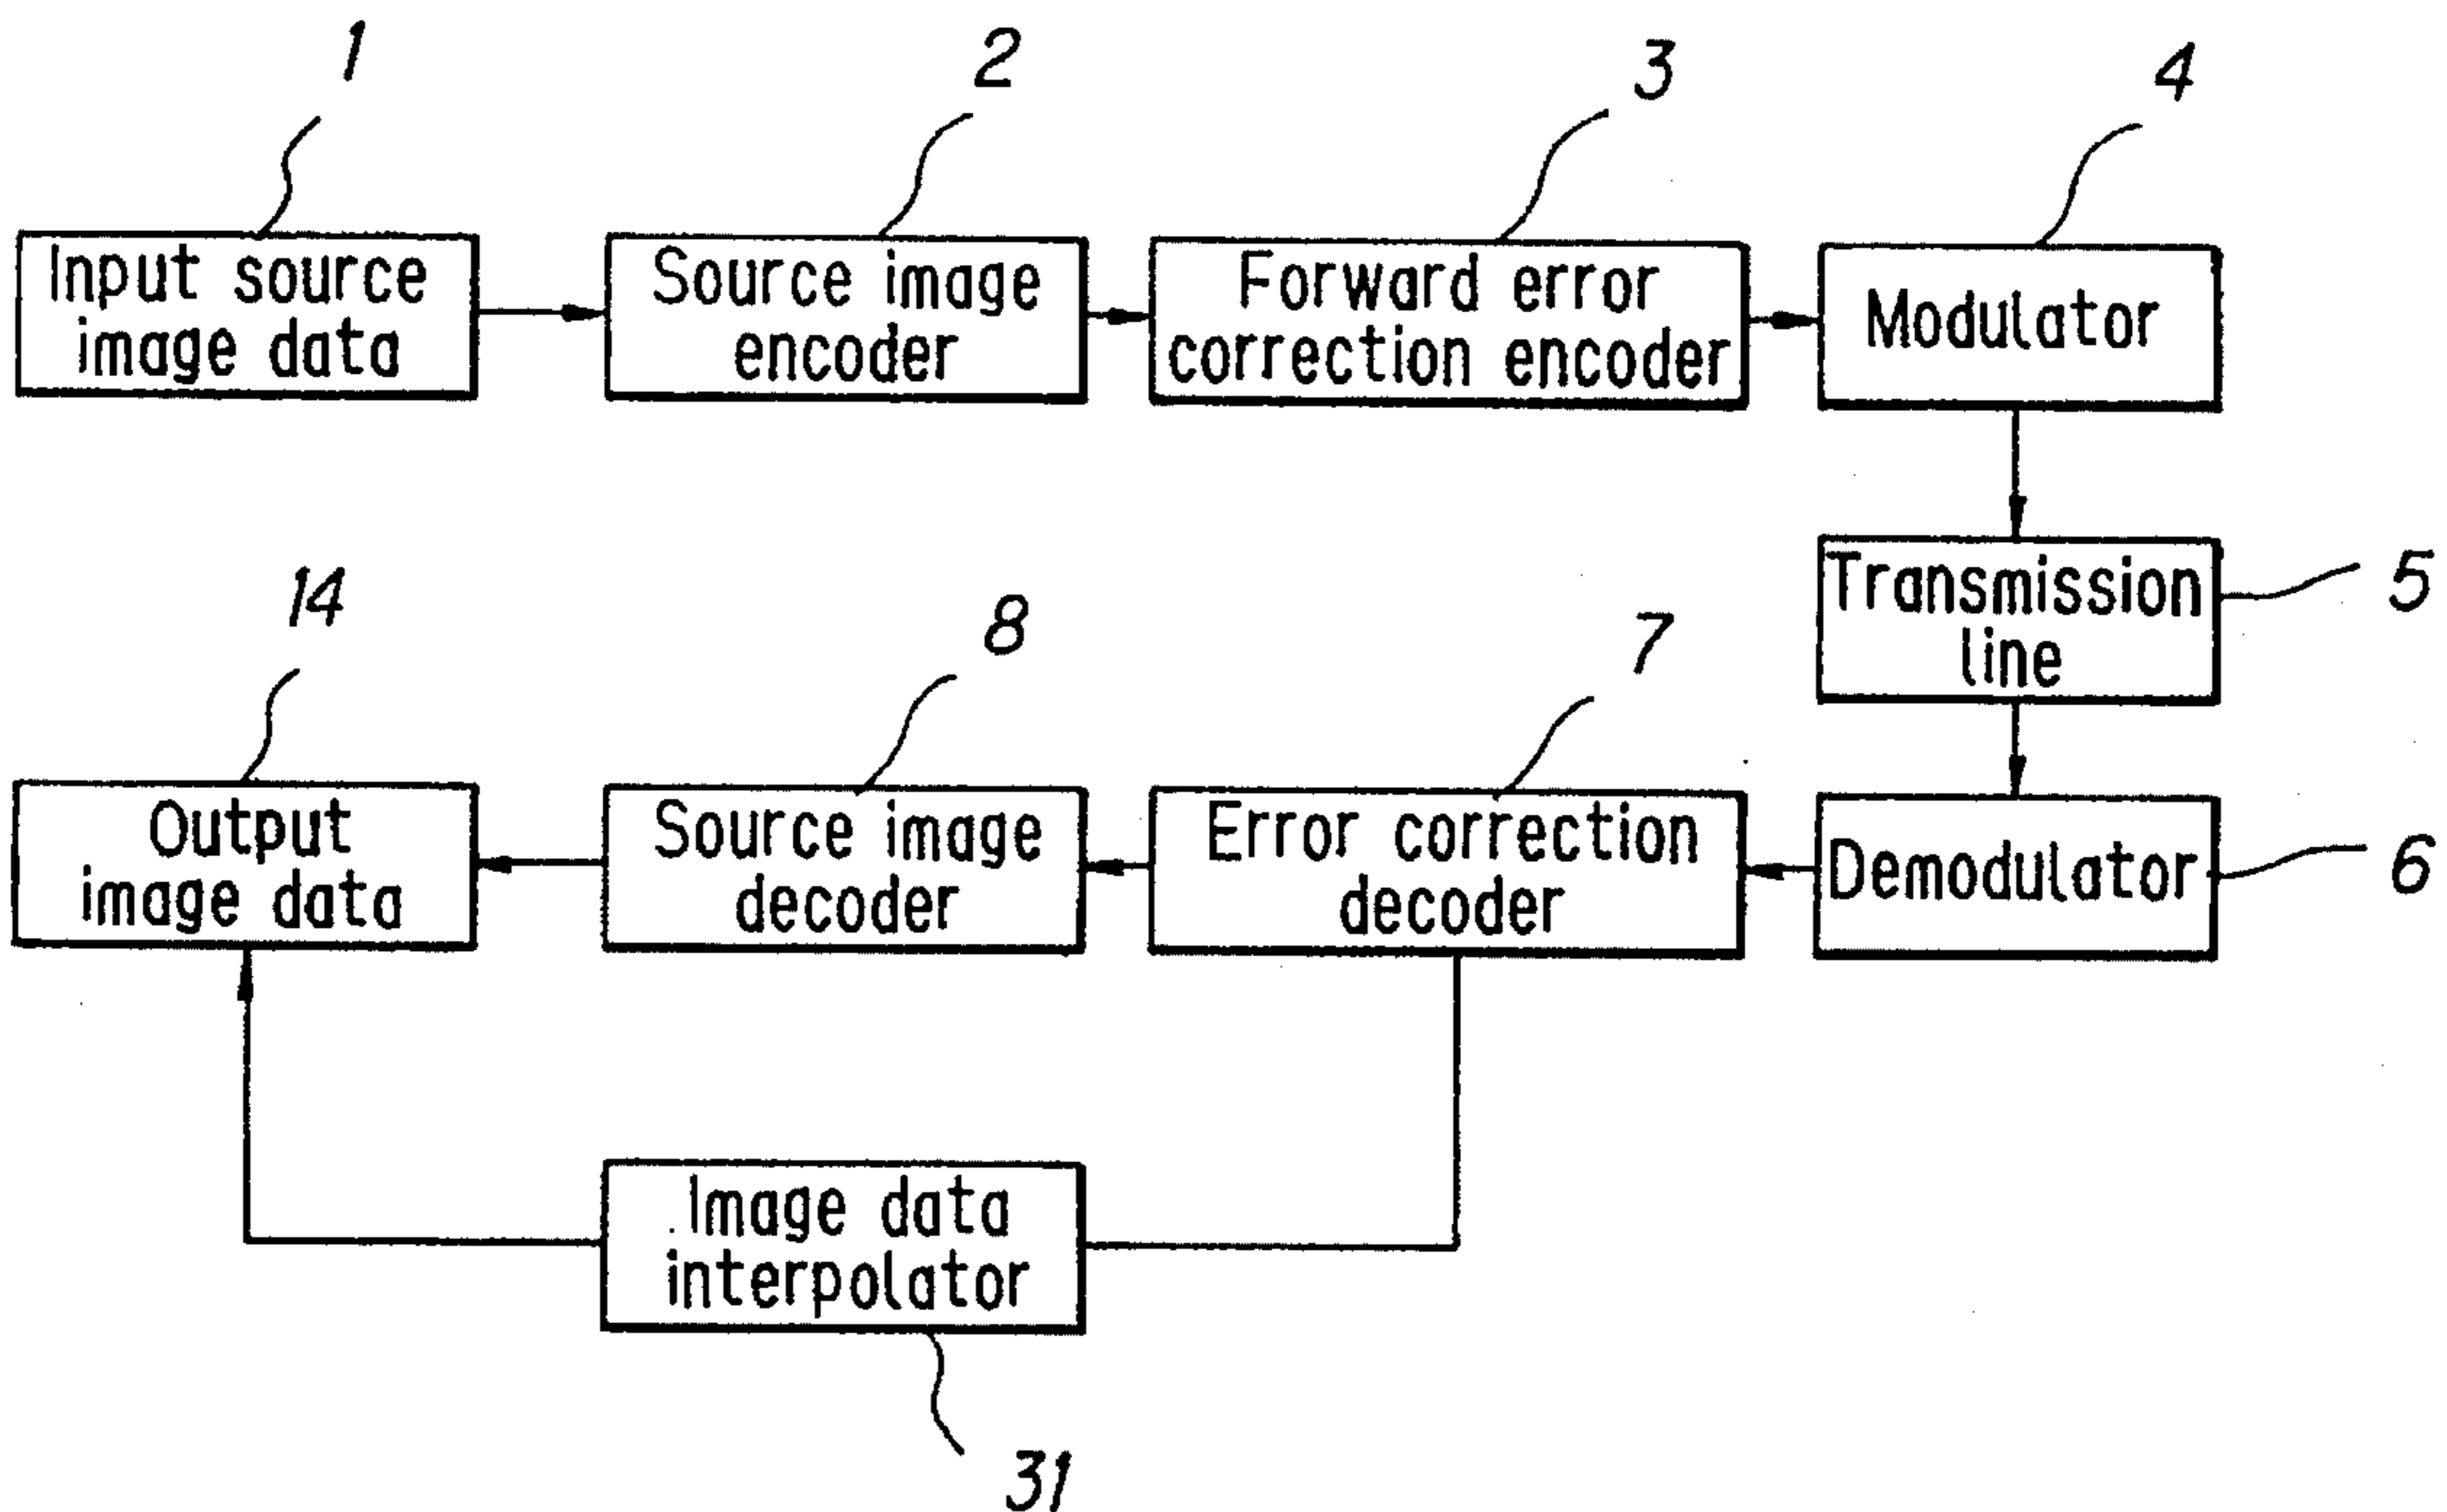 1
2
3
4
Input source
image data
Source image
encoder
Forward error
correction encoder
Modulator
Transmission
line
5
14
8
7
Output
image data
Source image
decoder
Error correction
decoder
Demodulator
6
Image data
interpolator
31